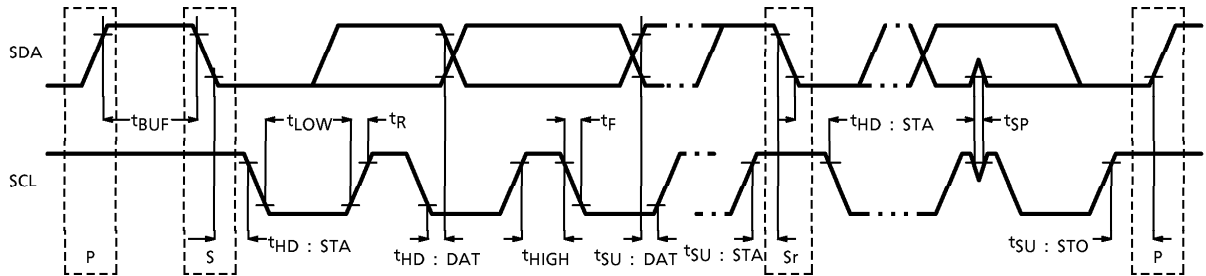 SDA
tBUF
tLOW
tR
tF
tHD : STA
tSP
SCL
P
S
tHD : STA
tHD : DAT
tHIGH
tSU : DAT
tSU : STA
Sr
tSU : STO
P